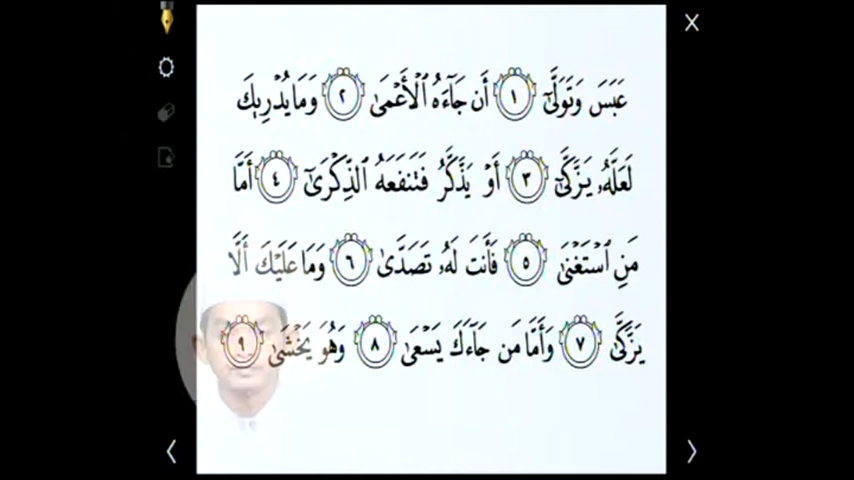 عَبَسَ وَتَوَلَّىٰٓ ١ أَن جَآءَهُ ٱلۡأَعۡمَىٰ ٢ وَمَا يُدۡرِيكَ
لَعَلَّهُۥ يَزَّكَّىٰٓ ٣ أَوۡ يَذَّكَّرُ فَتَنفَعَهُ ٱلذِّكۡرَىٰٓ ٤ أَمَّا
مَنِ ٱسۡتَغۡنَىٰ ٥ فَأَنتَ لَهُۥ تَصَدَّىٰ ٦ وَمَا عَلَيۡكَ أَلَّا
يَزَّكَّىٰ ٧ وَأَمَّا مَن جَآءَكَ يَسۡعَىٰ ٨ وَهُوَ يَخۡشَىٰ ٩